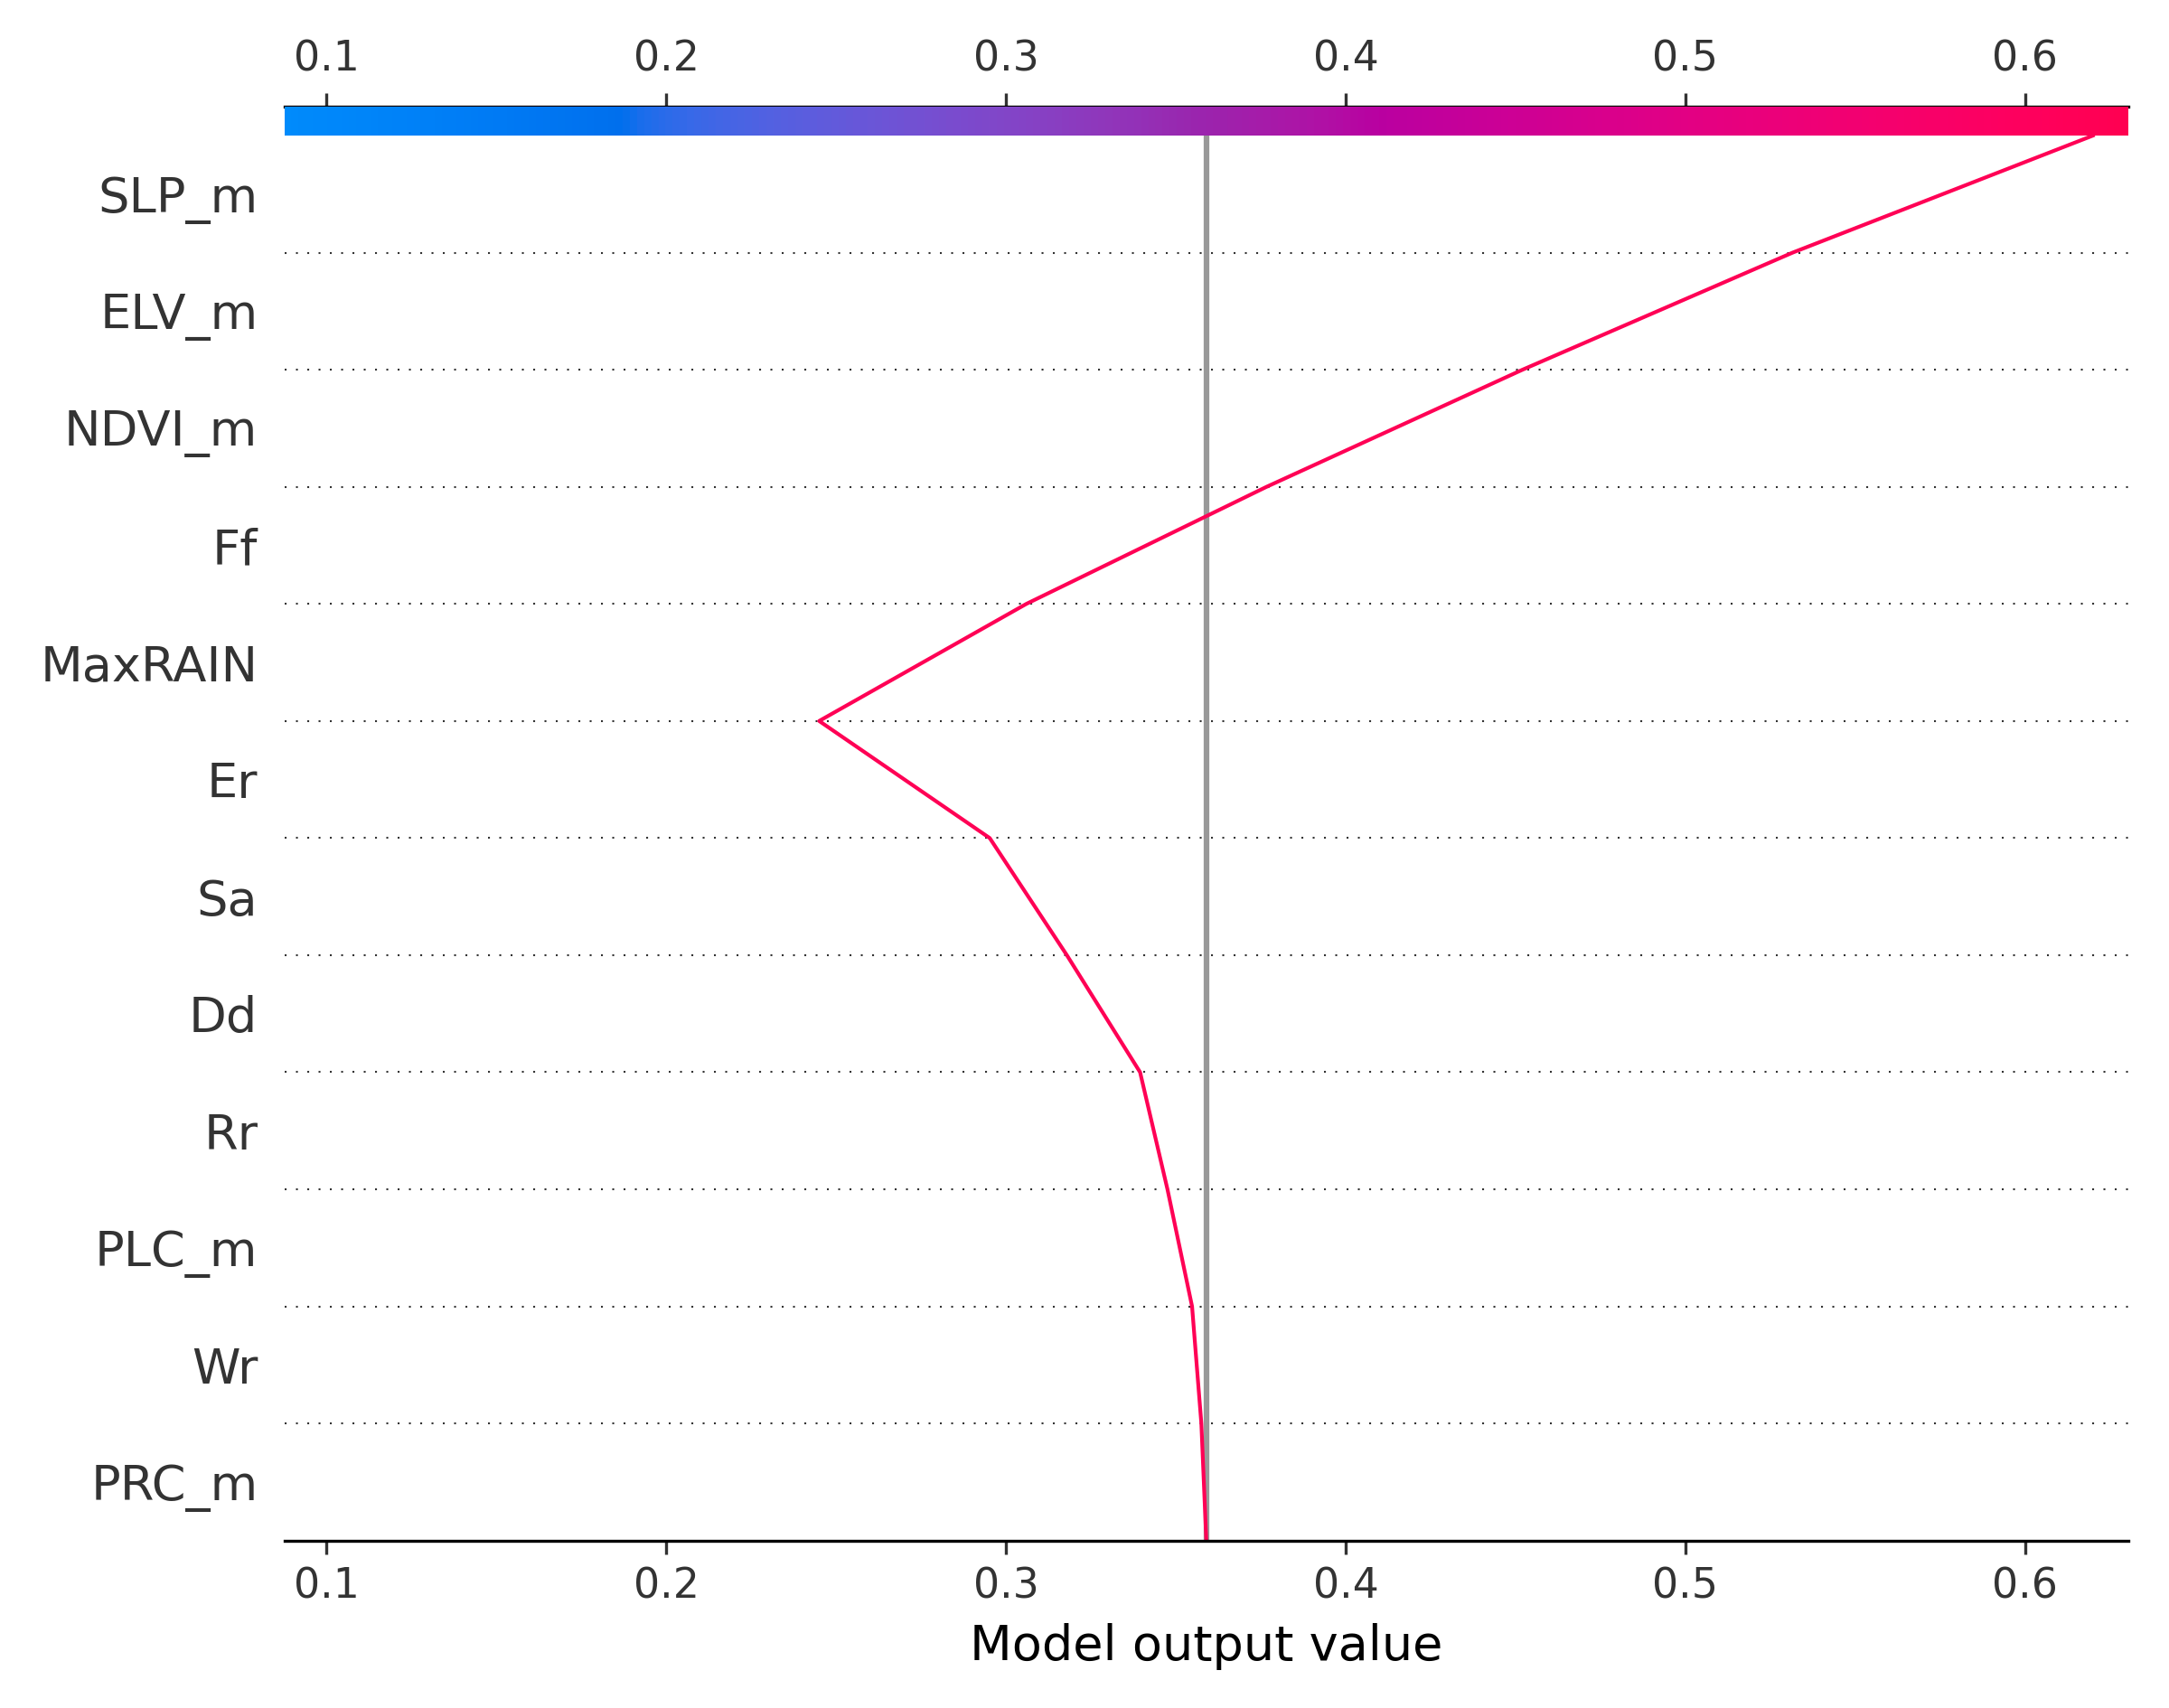 0.1 0.2 0.3 0.4 0.5 0.6
SLP_m
ELV_m
NDVI_m
Ff
MaxRAIN
Er
Sa
Dd
Rr
PLC_m
Wr
PRC_m
0.1 0.2 0.3 0.4 0.5 0.6
Model output value